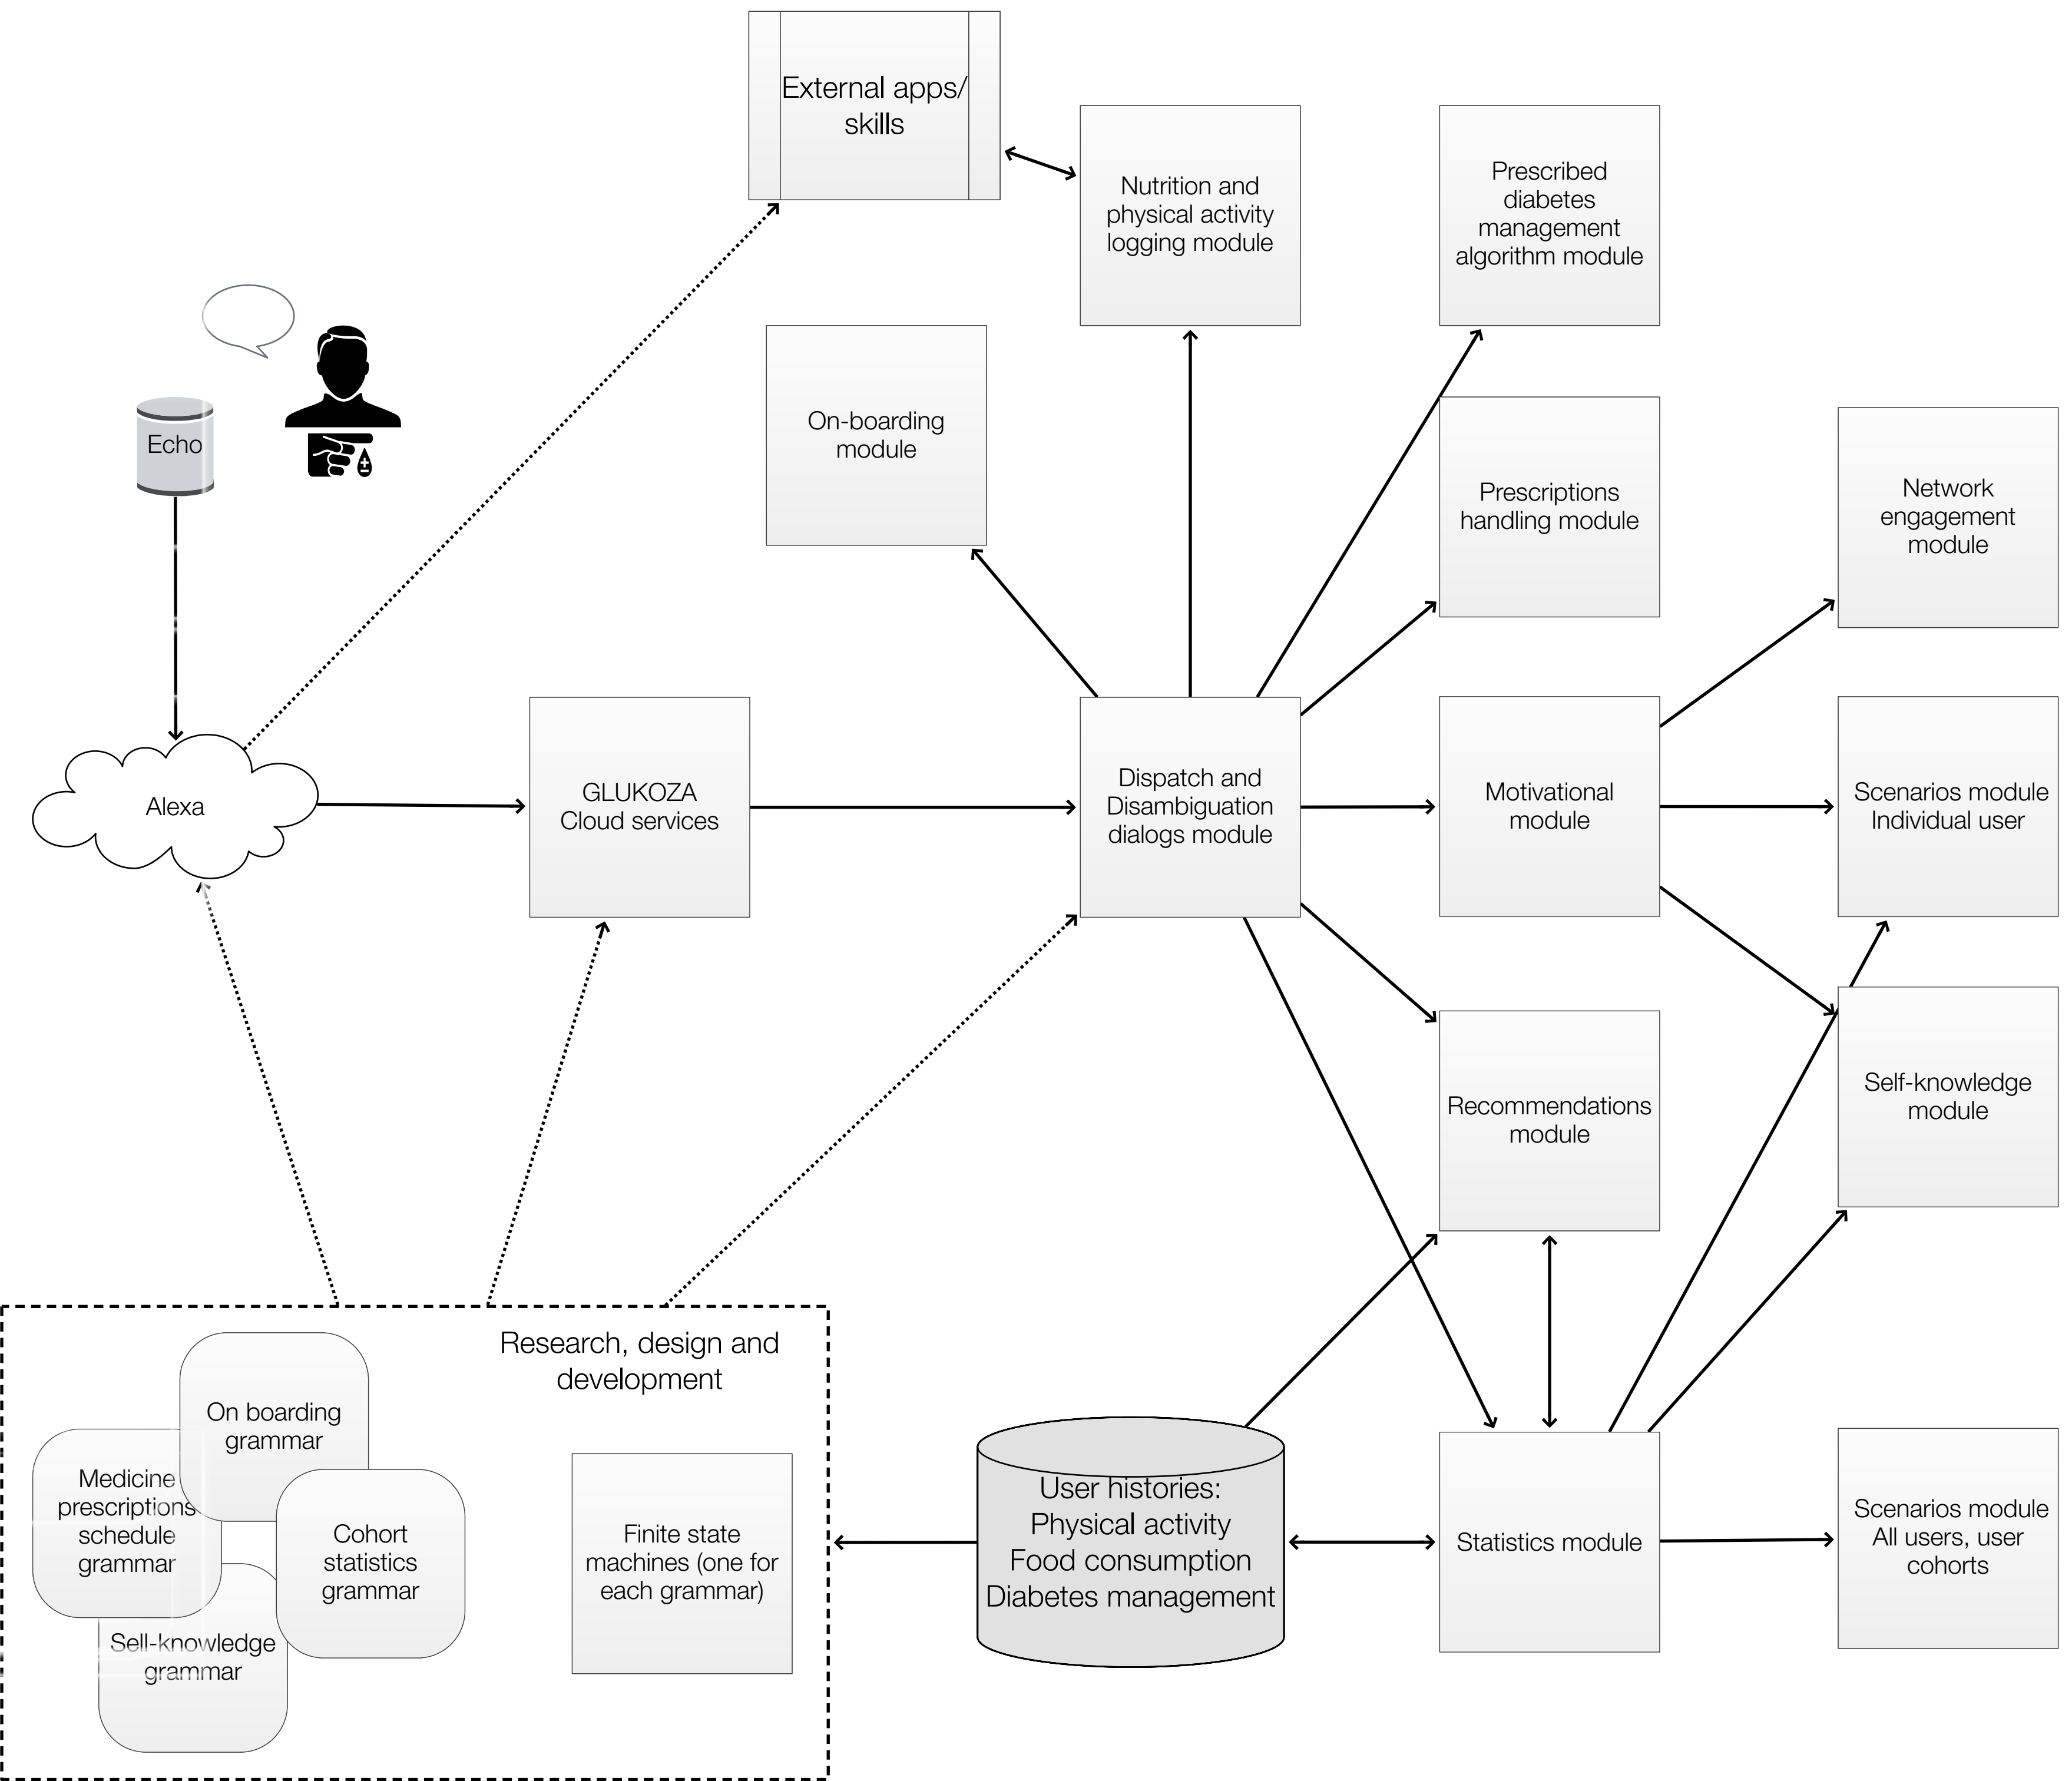 External apps/
skills
Nutrition and
physical activity
logging module
Prescribed
diabetes
management
algorithm module
Echo
On-boarding
module
Prescriptions
handling module
Network
engagement
module
Alexa
GLUKOZA
Cloud services
Dispatch and
Disambiguation
dialogs module
Motivational
module
Scenarios module
Individual user
Recommendations
module
Self-knowledge
module
Research, design and
development
On boarding
grammar
Medicine
prescriptions
schedule
grammar
Cohort
statistics
grammar
Sell-knowledge
grammar
Finite state
machines (one for
each grammar)
User histories:
Physical activity
Food consumption
Diabetes management
Statistics module
Scenarios module
All users, user
cohorts